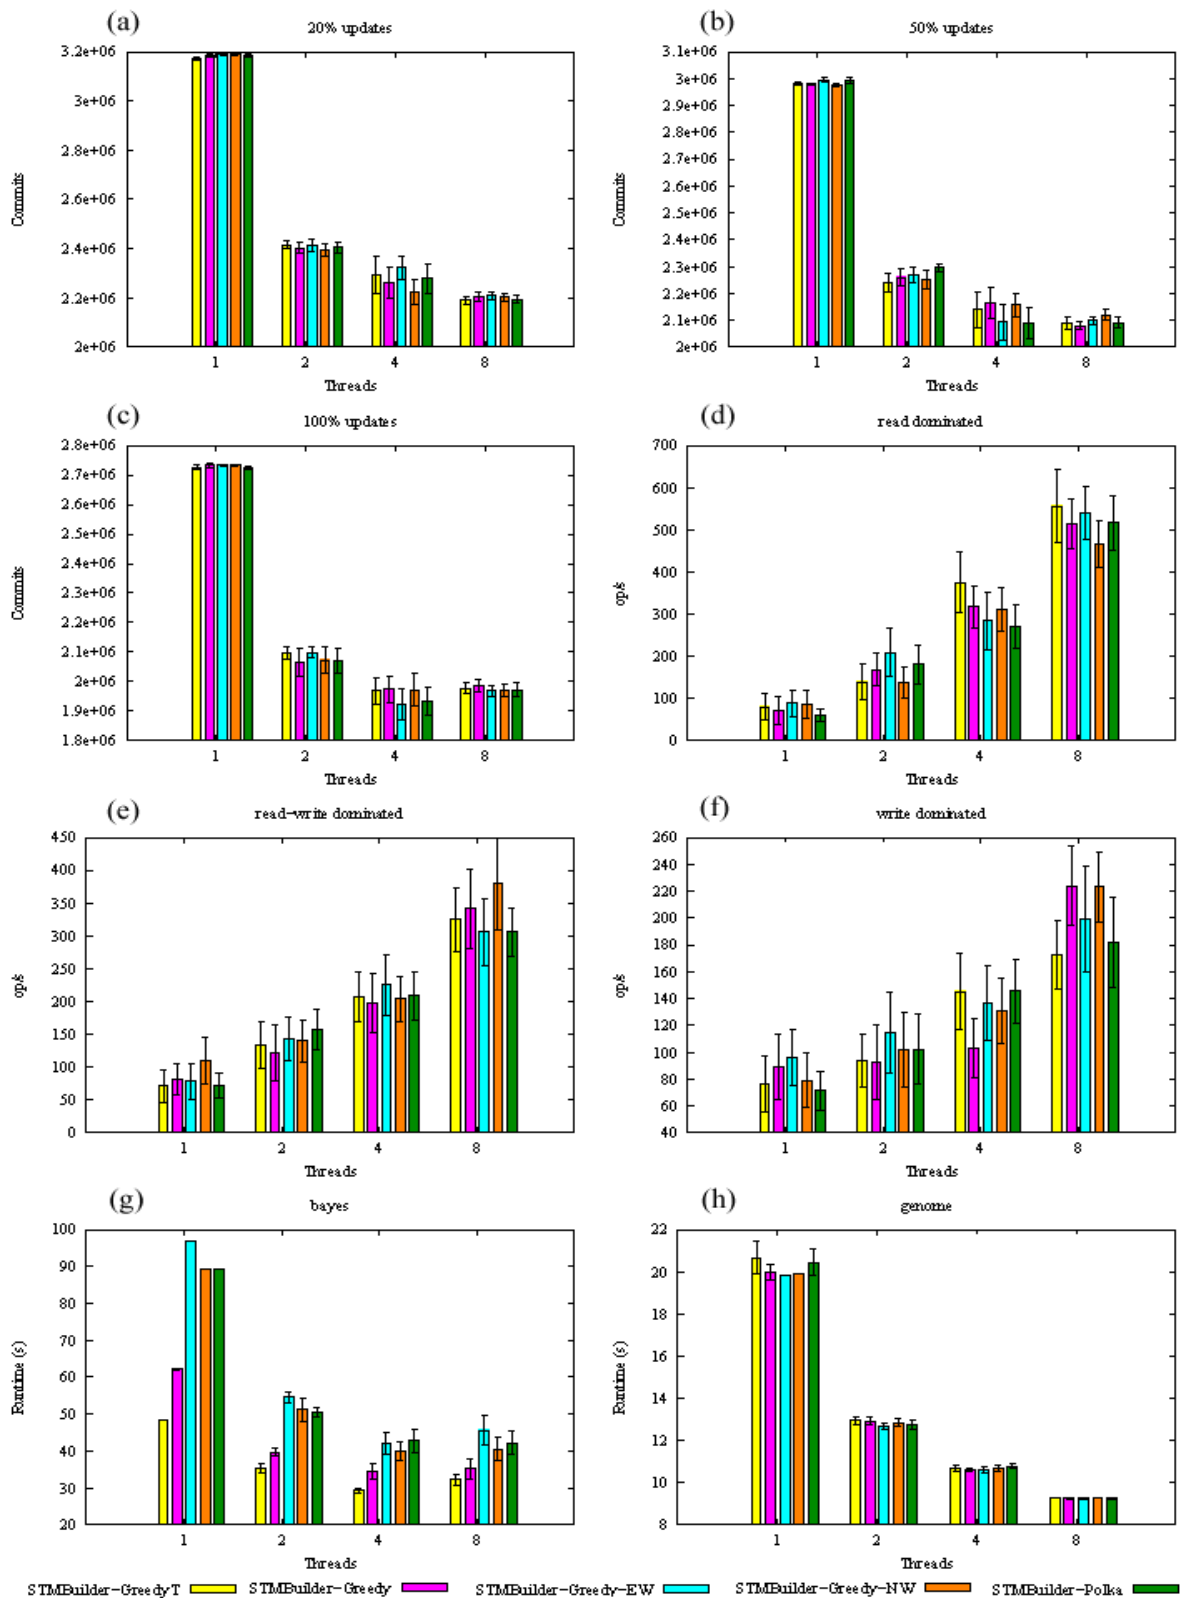 (a)
20% updates
3.2e+06
3e+06
2.8e+06
2.6e+06
2.4e+06
2.2e+06
2e+06
Commits
1 2 4 8
Threads
(b)
50% updates
3.1e+06
3e+06
2.9e+06
2.8e+06
2.7e+06
2.6e+06
2.5e+06
2.4e+06
2.3e+06
2.2e+06
2.1e+06
2e+06
Commits
1 2 4 8
Threads
(c)
100% updates
2.8e+06
2.7e+06
2.6e+06
2.5e+06
2.4e+06
2.3e+06
2.2e+06
2.1e+06
2e+06
1.9e+06
1.8e+06
Commits
1 2 4 8
Threads
(d)
read dominated
700
600
500
400
300
200
100
0
op/s
1 2 4 8
Threads
(e)
read-write dominated
450
400
350
300
250
200
150
100
50
0
op/s
1 2 4 8
Threads
(f)
write dominated
260
240
220
200
180
160
140
120
100
80
60
40
op/s
1 2 4 8
Threads
(g)
bayes
100
90
80
70
60
50
40
30
20
Runtime (s)
1 2 4 8
Threads
(h)
genome
22
20
18
16
14
12
10
8
Runtime (s)
1 2 4 8
Threads
STMBuilder-GreedyT STMBuilder-Greedy STMBuilder-Greedy-EW STMBuilder-Greedy-NW STMBuilder-Polka